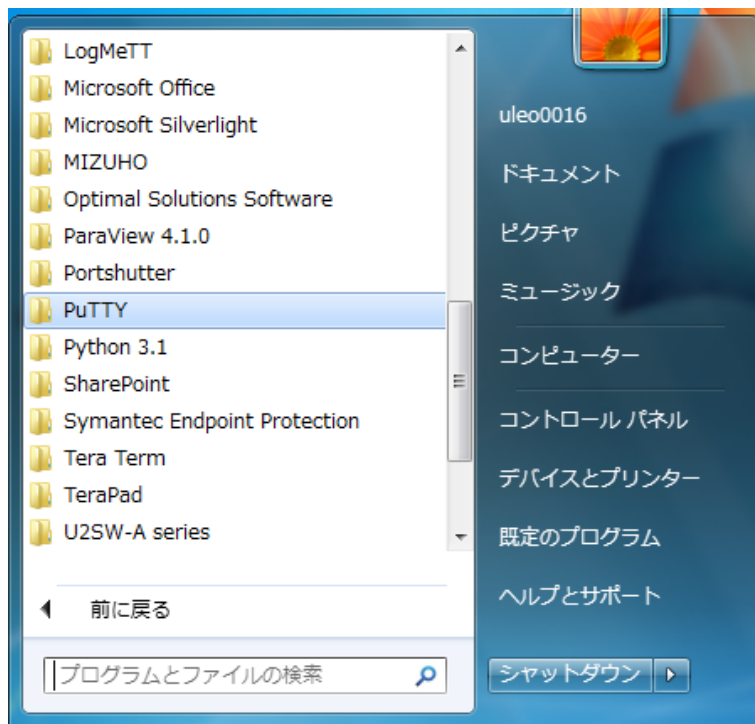 LogMeTT
Microsoft Office
Microsoft Silverlight
MIZUHO
Optimal Solutions Software
ParaView 4.1.0
Portshutter
PuTTY
Python 3.1
SharePoint
Symantec Endpoint Protection
Tera Term
TeraPad
U2SW-A series
前に戻る
プログラムとファイルの検索
uleo0016
ドキュメント
ピクチャ
ミュージック
コンピューター
コントロール パネル
デバイスとプリンター
既定のプログラム
ヘルプとサポート
シャットダウン